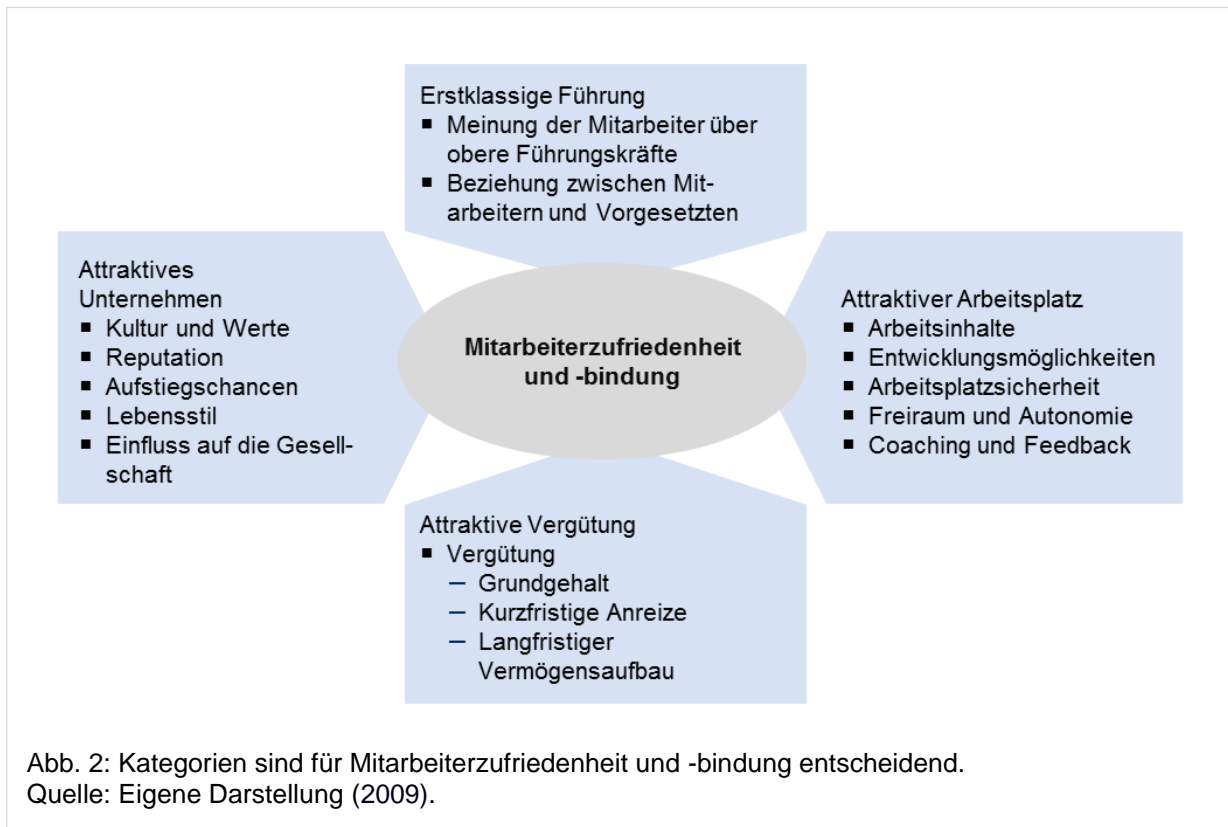 Erstklassige Führung
▪ Meinung der Mitarbeiter über
obere Führungskräfte
▪ Beziehung zwischen Mit-
arbeitern und Vorgesetzten
Attraktives
Unternehmen
▪ Kultur und Werte
▪ Reputation
▪ Aufstiegschancen
▪ Lebensstil
▪ Einfluss auf die Gesell-
schaft
Mitarbeiterzufriedenheit
und -bindung
Attraktiver Arbeitsplatz
▪ Arbeitsinhalte
▪ Entwicklungsmöglichkeiten
▪ Arbeitsplatzsicherheit
▪ Freiraum und Autonomie
▪ Coaching und Feedback
Attraktive Vergütung
▪ Vergütung
– Grundgehalt
– Kurzfristige Anreize
– Langfristiger
Vermögensaufbau
Abb. 2: Kategorien sind für Mitarbeiterzufriedenheit und -bindung entscheidend.
Quelle: Eigene Darstellung (2009).